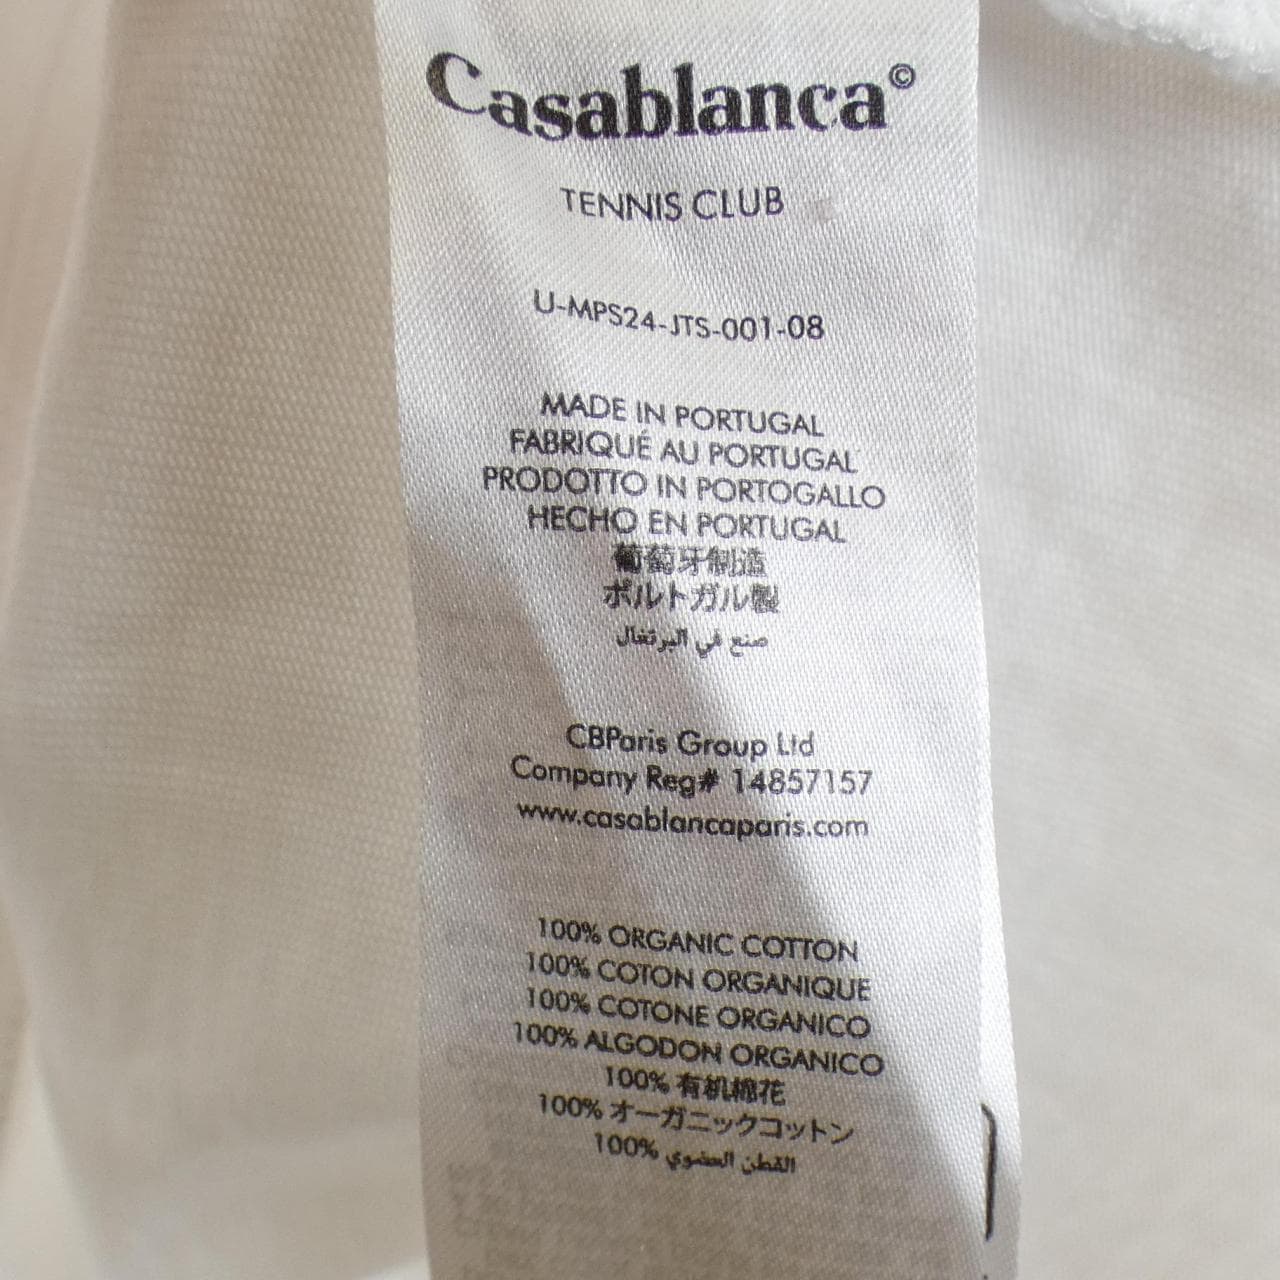 Casablanca©
TENNIS CLUB
U-MPS24-JTS-001-08
MADE IN PORTUGAL
FABRIQUÉ AU PORTUGAL
PRODOTTO IN PORTOGALLO
HECHO EN PORTUGAL
葡萄牙制造
ポルトガル製
صنع في البرتغال
CBParis Group Ltd
Company Reg# 14857157
www.casablancaparis.com
100% ORGANIC COTTON
100% COTON ORGANIQUE
100% COTONE ORGANICO
100% ALGODON ORGANICO
100% 有机棉花
100% オーガニックコットン
100% القطن العضوي